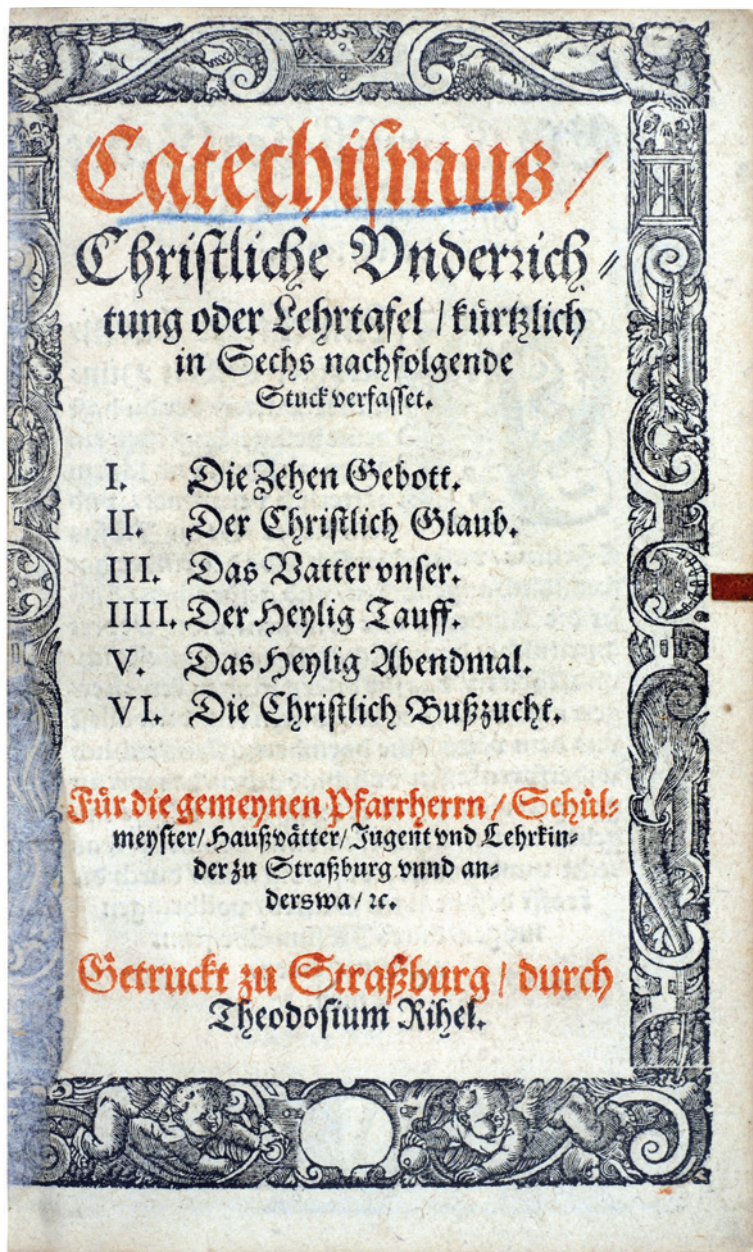 Catechismus /
Christliche Vnderrich⸗
tung oder Lehrtafel / kürtzlich
in Sechs nachfolgende
Stuck verfasset.
I. Die Zehen Gebott.
II. Der Christlich Glaub.
III. Das Vatter vnser.
IIII. Der Heylig Tauff.
V. Das Heylig Abendmal.
VI. Die Christlich Bußzucht.
Für die gemeynen Pfarrherrn / Schül⸗
meyster / Haußvätter / Jugent vnd Lehrkin⸗
der zu Straßburg vnnd an⸗
derswa / ꝛc.
Getruckt zu Straßburg / durch
Theodosium Rihel.